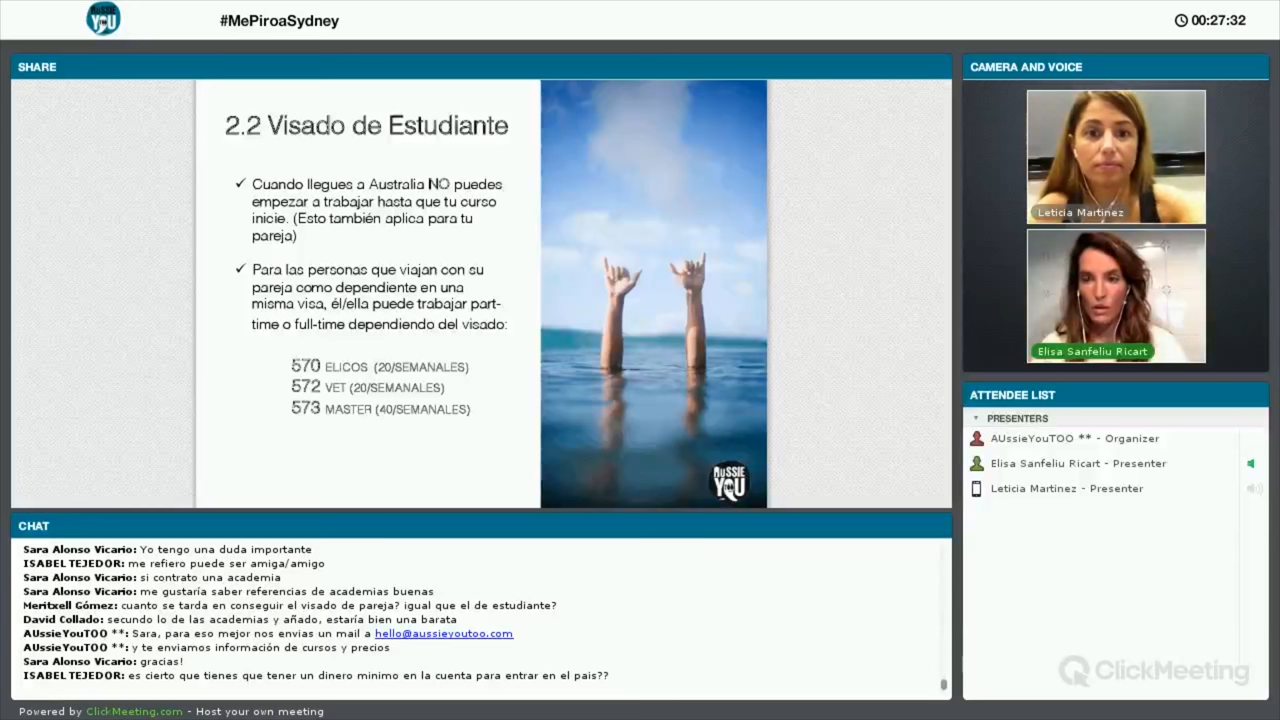 AUSSIE YOU TOO
#MePiroaSydney
00:27:32
SHARE
2.2 Visado de Estudiante
✓ Cuando llegues a Australia NO puedes
empezar a trabajar hasta que tu curso
inicie. (Esto también aplica para tu
pareja)
✓ Para las personas que viajan con su
pareja como dependiente en una
misma visa, él/ella puede trabajar part-
time o full-time dependiendo del visado:
570 ELICOS (20/SEMANALES)
572 VET (20/SEMANALES)
573 MASTER (40/SEMANALES)
AUSSIE YOU TOO
CAMERA AND VOICE
Leticia Martinez
Elisa Sanfeliu Ricart
ATTENDEE LIST
PRESENTERS
AUssieYouTOO ** - Organizer
Elisa Sanfeliu Ricart - Presenter
Leticia Martinez - Presenter
CHAT
Sara Alonso Vicario: Yo tengo una duda importante
ISABEL TEJEDOR: me refiero puede ser amiga/amigo
Sara Alonso Vicario: si contrato una academia
Sara Alonso Vicario: me gustaría saber referencias de academias buenas
Meritxell Gómez: cuanto se tarda en conseguir el visado de pareja? igual que el de estudiante?
David Collado: secundo lo de las academias y añado, estaría bien una barata
AUssieYouTOO **: Sara, para eso mejor nos envias un mail a hello@aussieyoutoo.com
AUssieYouTOO **: y te enviamos información de cursos y precios
Sara Alonso Vicario: gracias!
ISABEL TEJEDOR: es cierto que tienes que tener un dinero minimo en la cuenta para entrar en el pais??
ClickMeeting
Powered by ClickMeeting.com - Host your own meeting